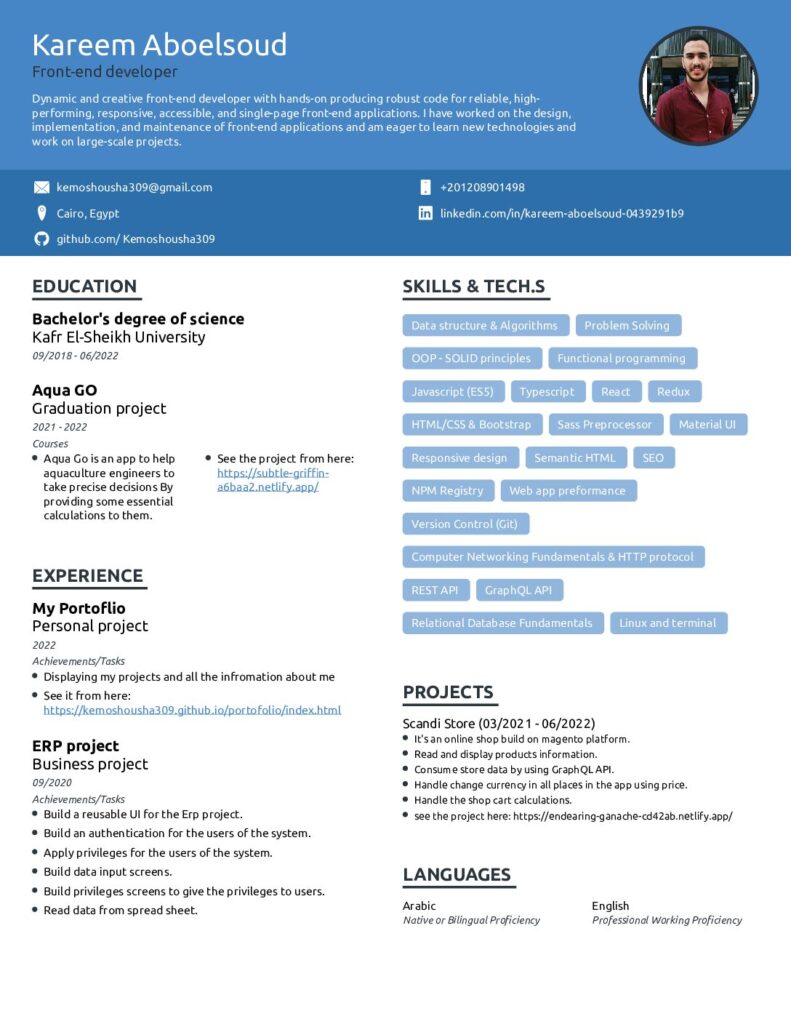 Kareem Aboelsoud
Front-end developer
Dynamic and creative front-end developer with hands-on producing robust code for reliable, high-
performing, responsive, accessible, and single-page front-end applications. I have worked on the design,
implementation, and maintenance of front-end applications and am eager to learn new technologies and
work on large-scale projects.
kemoshousha309@gmail.com
+201208901498
Cairo, Egypt
linkedin.com/in/kareem-aboelsoud-0439291b9
github.com/ Kemoshousha309
EDUCATION
Bachelor's degree of science
Kafr El-Sheikh University
09/2018 - 06/2022
Aqua GO
Graduation project
2021 - 2022
Courses
Aqua Go is an app to help
aquaculture engineers to
take precise decisions By
providing some essential
calculations to them.
See the project from here:
https://subtle-griffin-
a6baa2.netlify.app/
EXPERIENCE
My Portoflio
Personal project
2022
Achievements/Tasks
Displaying my projects and all the infromation about me
See it from here:
https://kemoshousha309.github.io/portofolio/index.html
ERP project
Business project
09/2020
Achievements/Tasks
Build a reusable UI for the Erp project.
Build an authentication for the users of the system.
Apply privileges for the users of the system.
Build data input screens.
Build privileges screens to give the privileges to users.
Read data from spread sheet.
SKILLS & TECH.S
Data structure & Algorithms Problem Solving
OOP - SOLID principles Functional programming
Javascript (ES5) Typescript React Redux
HTML/CSS & Bootstrap Sass Preprocessor Material UI
Responsive design Semantic HTML SEO
NPM Registry Web app preformance
Version Control (Git)
Computer Networking Fundamentals & HTTP protocol
REST API GraphQL API
Relational Database Fundamentals Linux and terminal
PROJECTS
Scandi Store (03/2021 - 06/2022)
It's an online shop build on magento platform.
Read and display products information.
Consume store data by using GraphQL API.
Handle change currency in all places in the app using price.
Handle the shop cart calculations.
see the project here: https://endearing-ganache-cd42ab.netlify.app/
LANGUAGES
Arabic
Native or Bilingual Proficiency
English
Professional Working Proficiency